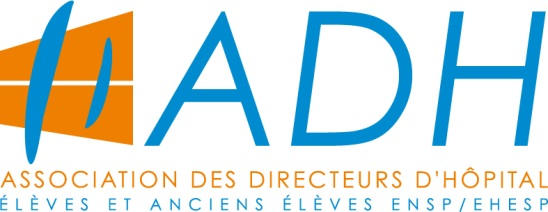 ADH
ASSOCIATION DES DIRECTEURS D'HÔPITAL
ÉLÈVES ET ANCIENS ÉLÈVES ENSP/EHESP